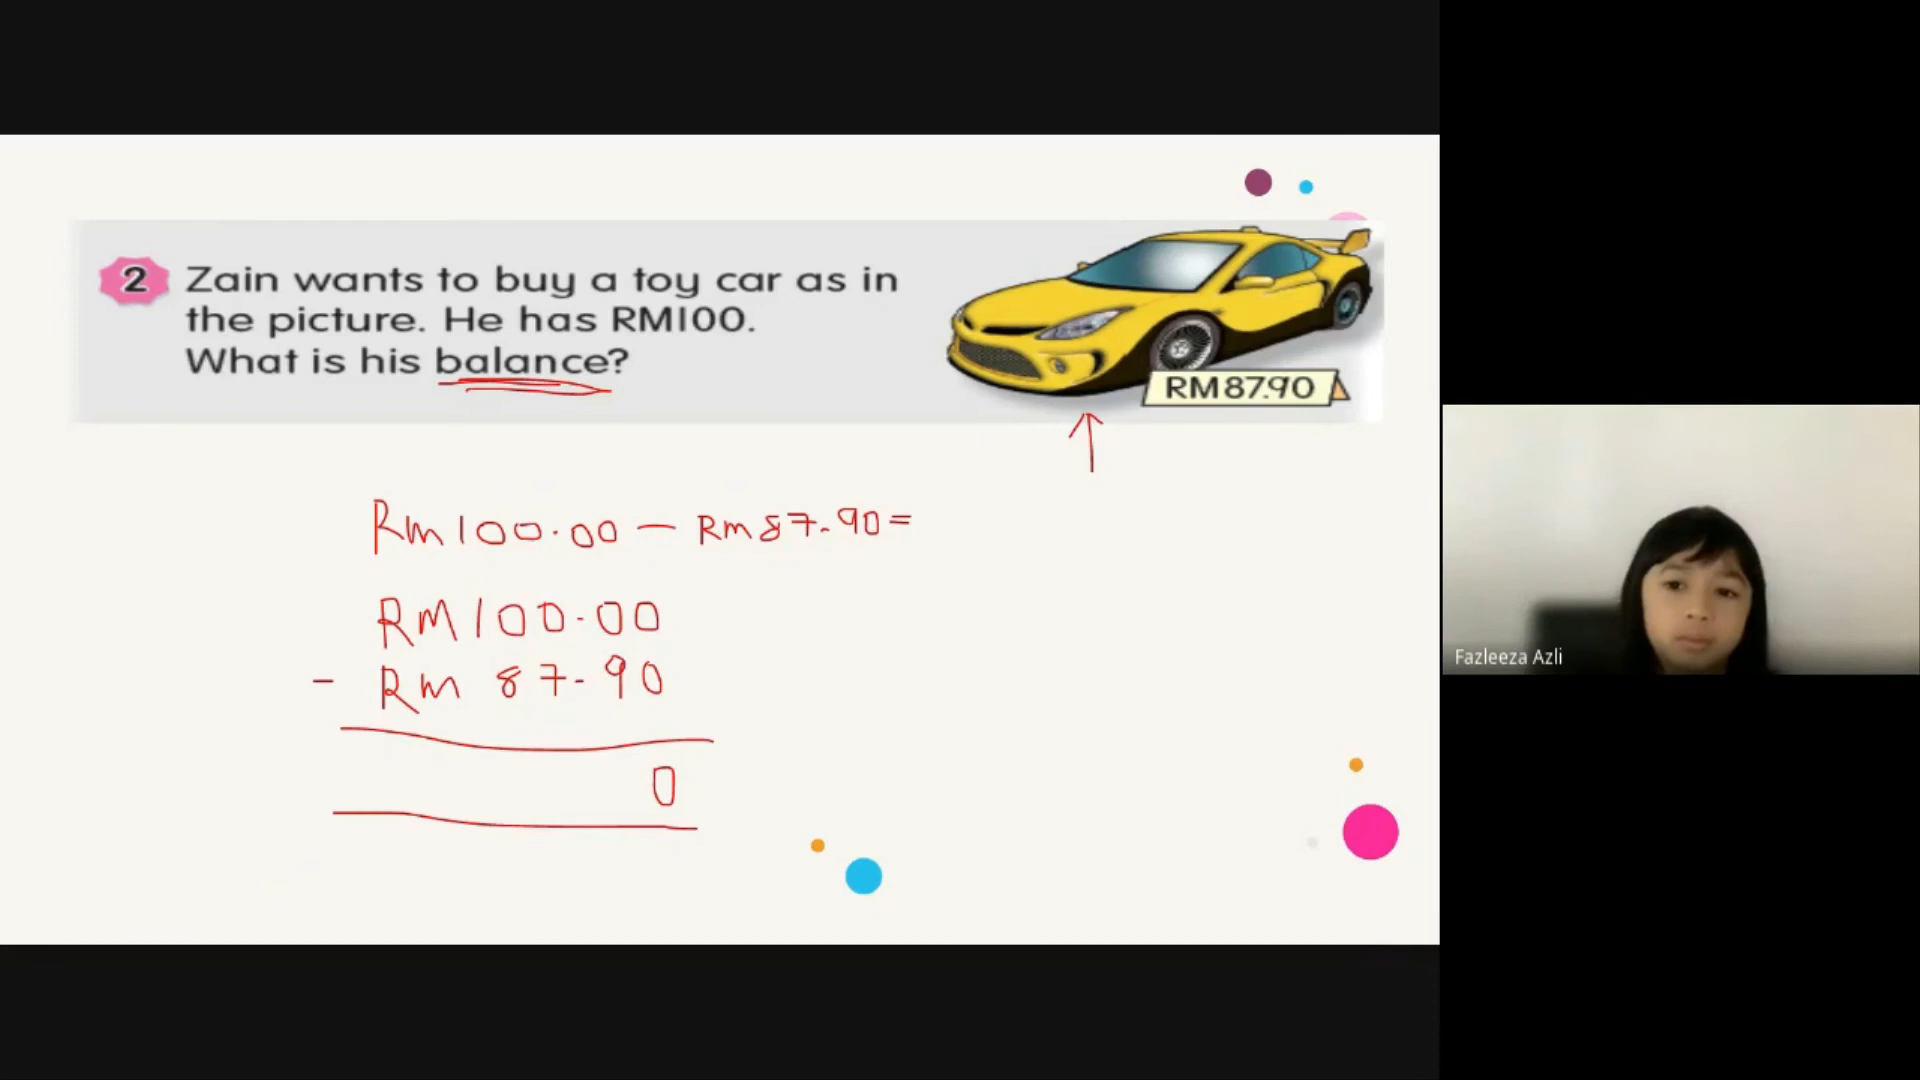 2 Zain wants to buy a toy car as in
the picture. He has RM100.
What is his balance?
RM87.90
Rm100.00 — Rm87.90=
RM100.00
- Rm 87.90
0
Fazleeza Azli